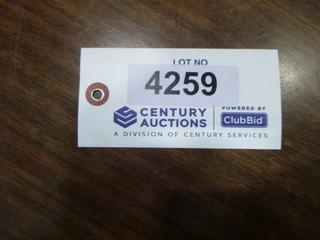 LOT NO
4259
CENTURY AUCTIONS
POWERED BY
ClubBid
A DIVISION OF CENTURY SERVICES